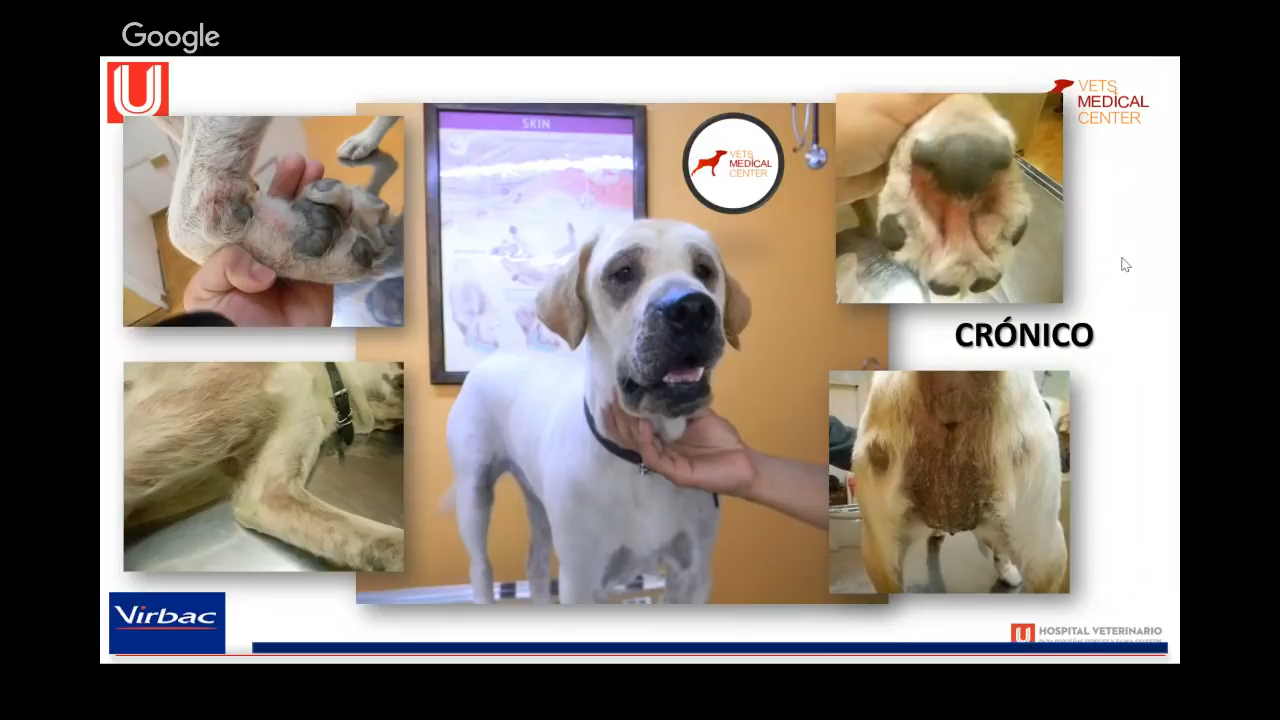 Google
U
VETS
MEDICAL
CENTER
SKIN
VETS
MEDICAL
CENTER
CRÓNICO
Virbac
U HOSPITAL VETERINARIO